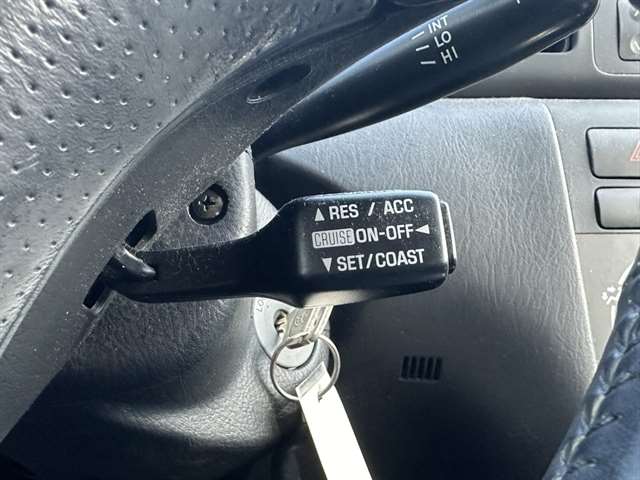 INT
LO
HI
▲ RES / ACC
CRUISE ON-OFF ◀
▼ SET/COAST